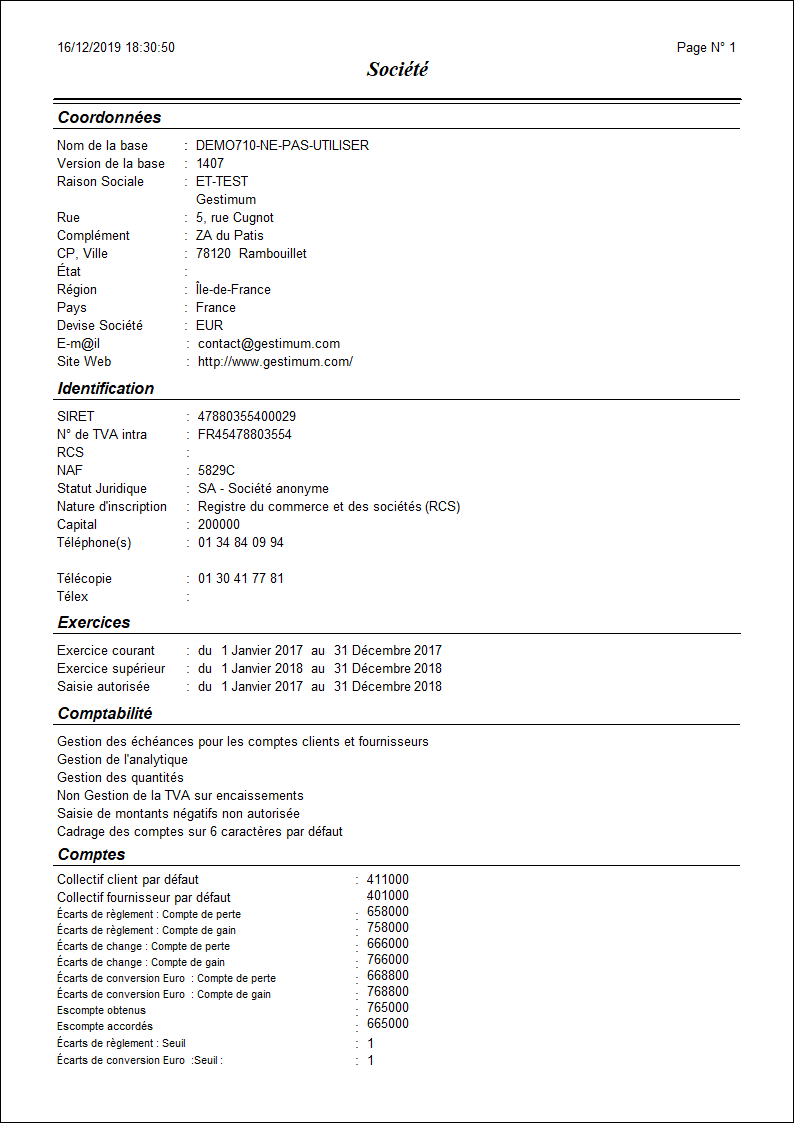 16/12/2019 18:30:50 Page N° 1
Société
Coordonnées
Nom de la base : DEMO710-NE-PAS-UTILISER
Version de la base : 1407
Raison Sociale : ET-TEST
Gestimum
Rue : 5, rue Cugnot
Complément : ZA du Patis
CP, Ville : 78120 Rambouillet
État :
Région : Île-de-France
Pays : France
Devise Société : EUR
E-m@il : contact@gestimum.com
Site Web : http://www.gestimum.com/
Identification
SIRET : 47880355400029
N° de TVA intra : FR45478803554
RCS :
NAF : 5829C
Statut Juridique : SA - Société anonyme
Nature d'inscription : Registre du commerce et des sociétés (RCS)
Capital : 200000
Téléphone(s) : 01 34 84 09 94
Télécopie : 01 30 41 77 81
Télex :
Exercices
Exercice courant : du 1 Janvier 2017 au 31 Décembre 2017
Exercice supérieur : du 1 Janvier 2018 au 31 Décembre 2018
Saisie autorisée : du 1 Janvier 2017 au 31 Décembre 2018
Comptabilité
Gestion des échéances pour les comptes clients et fournisseurs
Gestion de l'analytique
Gestion des quantités
Non Gestion de la TVA sur encaissements
Saisie de montants négatifs non autorisée
Cadrage des comptes sur 6 caractères par défaut
Comptes
Collectif client par défaut : 411000
Collectif fournisseur par défaut 401000
Écarts de règlement : Compte de perte : 658000
Écarts de règlement : Compte de gain : 758000
Écarts de change : Compte de perte : 666000
Écarts de change : Compte de gain : 766000
Écarts de conversion Euro : Compte de perte : 668800
Écarts de conversion Euro : Compte de gain : 768800
Escompte obtenus : 765000
Escompte accordés : 665000
Écarts de règlement : Seuil : 1
Écarts de conversion Euro :Seuil : : 1